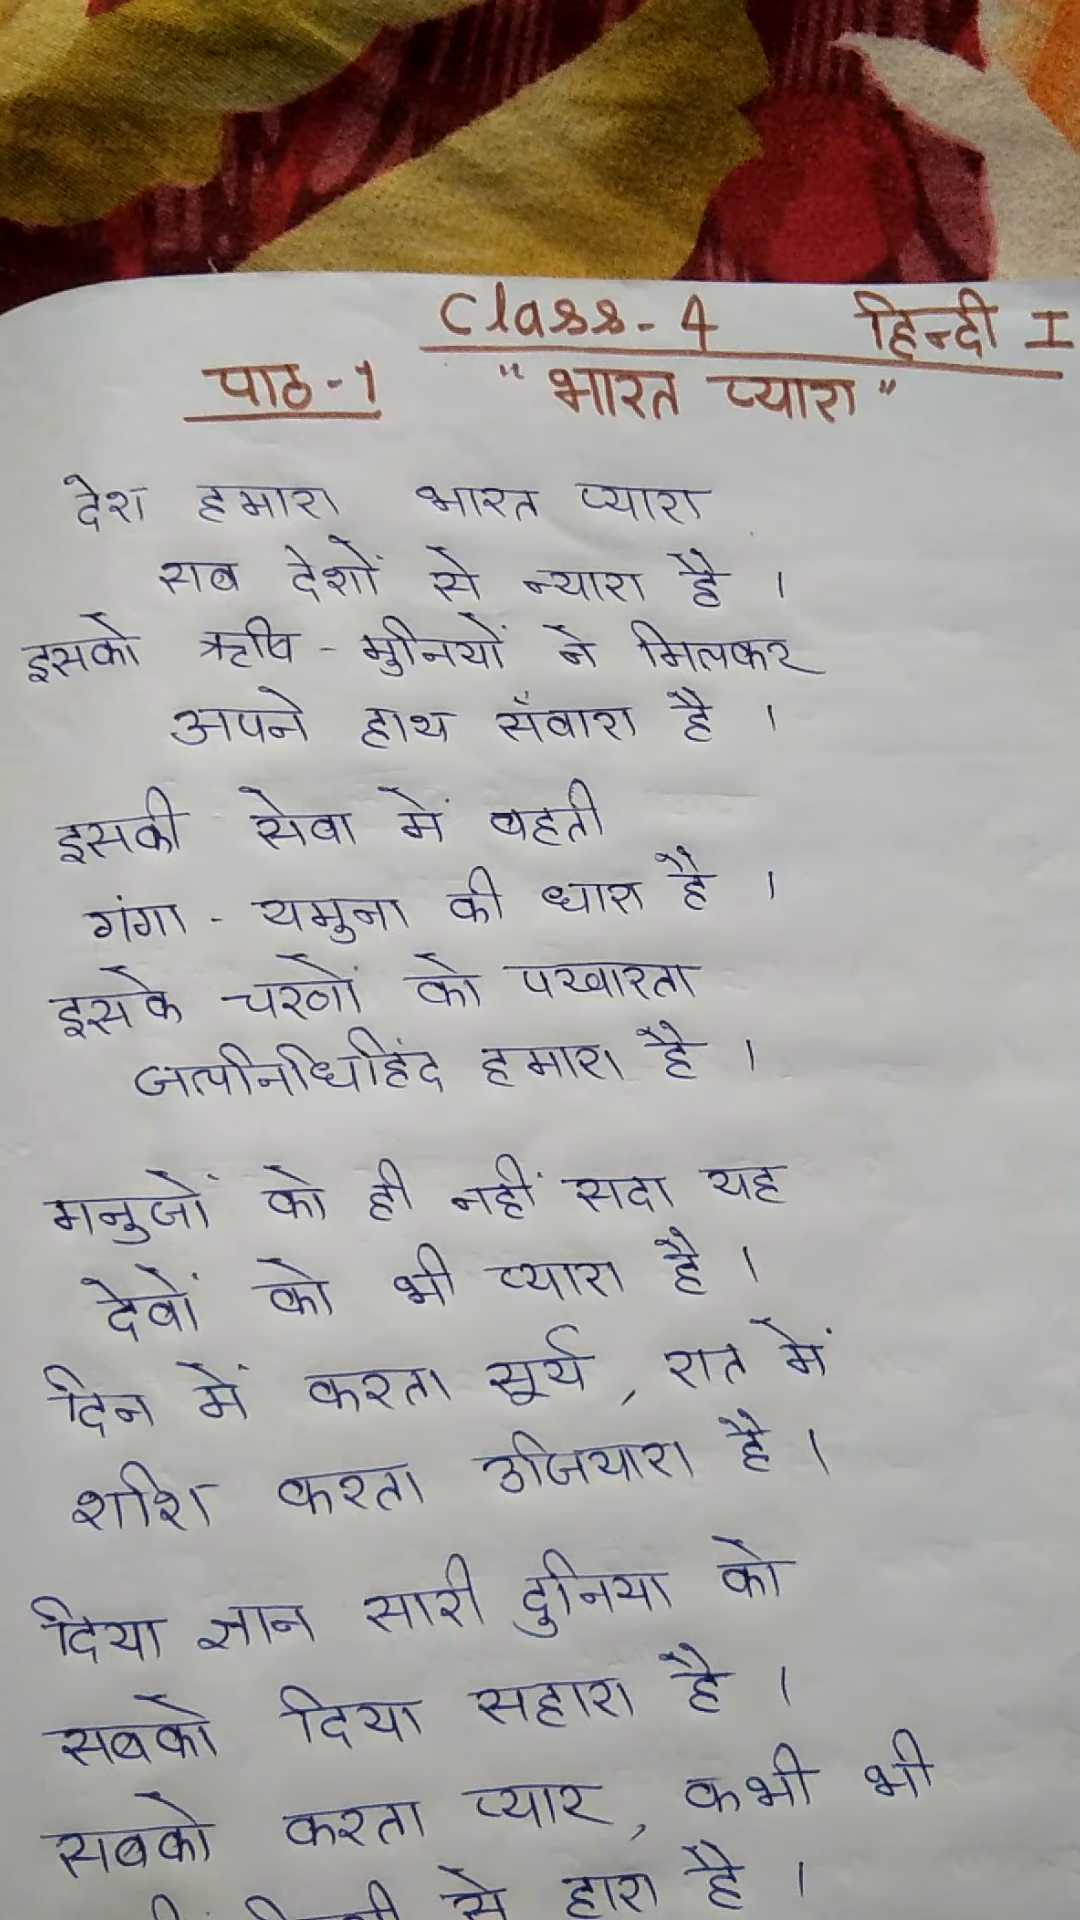 Class-4 हिन्दी I
पाठ-1 "भारत प्यारा"
देश हमारा भारत प्यारा
सब देशों से न्यारा है ।
इसको ऋषि - मुनियों ने मिलकर
अपने हाथ सँवारा है ।
इसकी सेवा में बहती
गंगा - यमुना की धारा है ।
इसके चरणों को पखारता
जलनिधिहिंद हमारा है ।
मनुजों को ही नहीं सदा यह
देवों को भी प्यारा है ।
दिन में करता सूर्य, रात में
शशि करता उजियारा है ।
दिया ज्ञान सारी दुनिया को
सबको दिया सहारा है ।
सबको करता प्यार, कभी भी
से हारा है ।